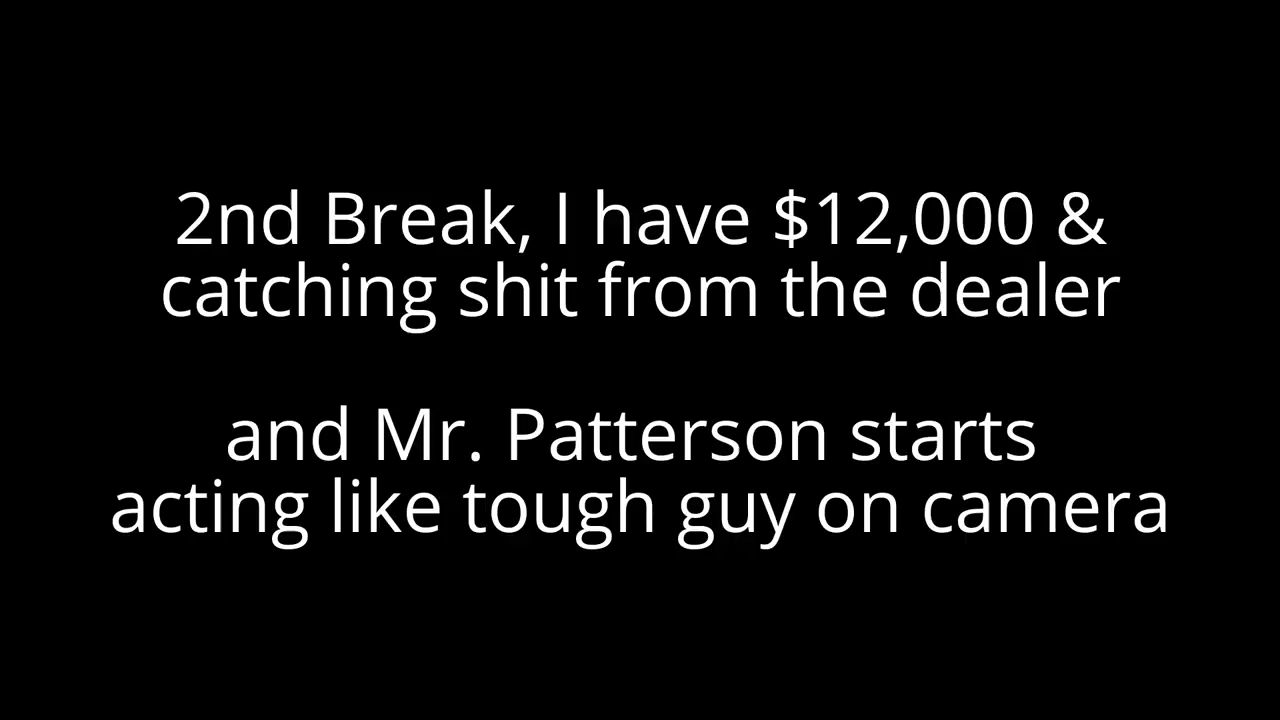 2nd Break, I have $12,000 &
catching shit from the dealer
and Mr. Patterson starts
acting like tough guy on camera